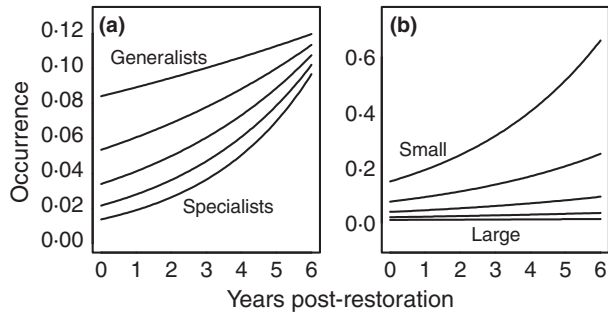 (a)
Generalists
Specialists
0·12
0·10
0·08
0·06
0·04
0·02
0·00
Occurrence
0 1 2 3 4 5 6
(b)
Small
Large
0·6
0·4
0·2
0·0
0 1 2 3 4 5 6
Years post-restoration